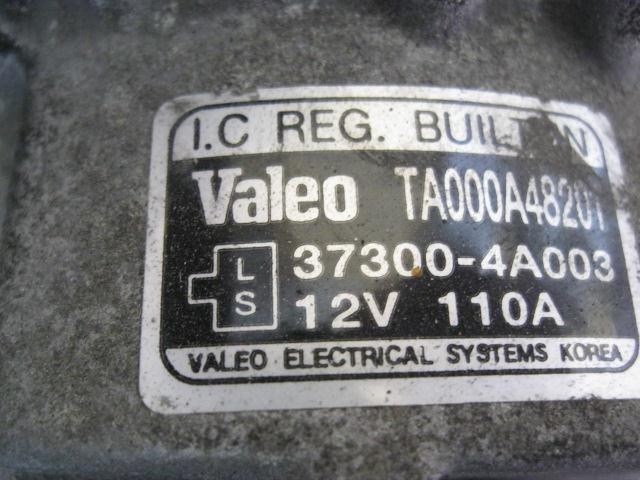 I.C REG. BUILT IN
Valeo TA000A48201
L 37300-4A003
S 12V 110A
VALEO ELECTRICAL SYSTEMS KOREA